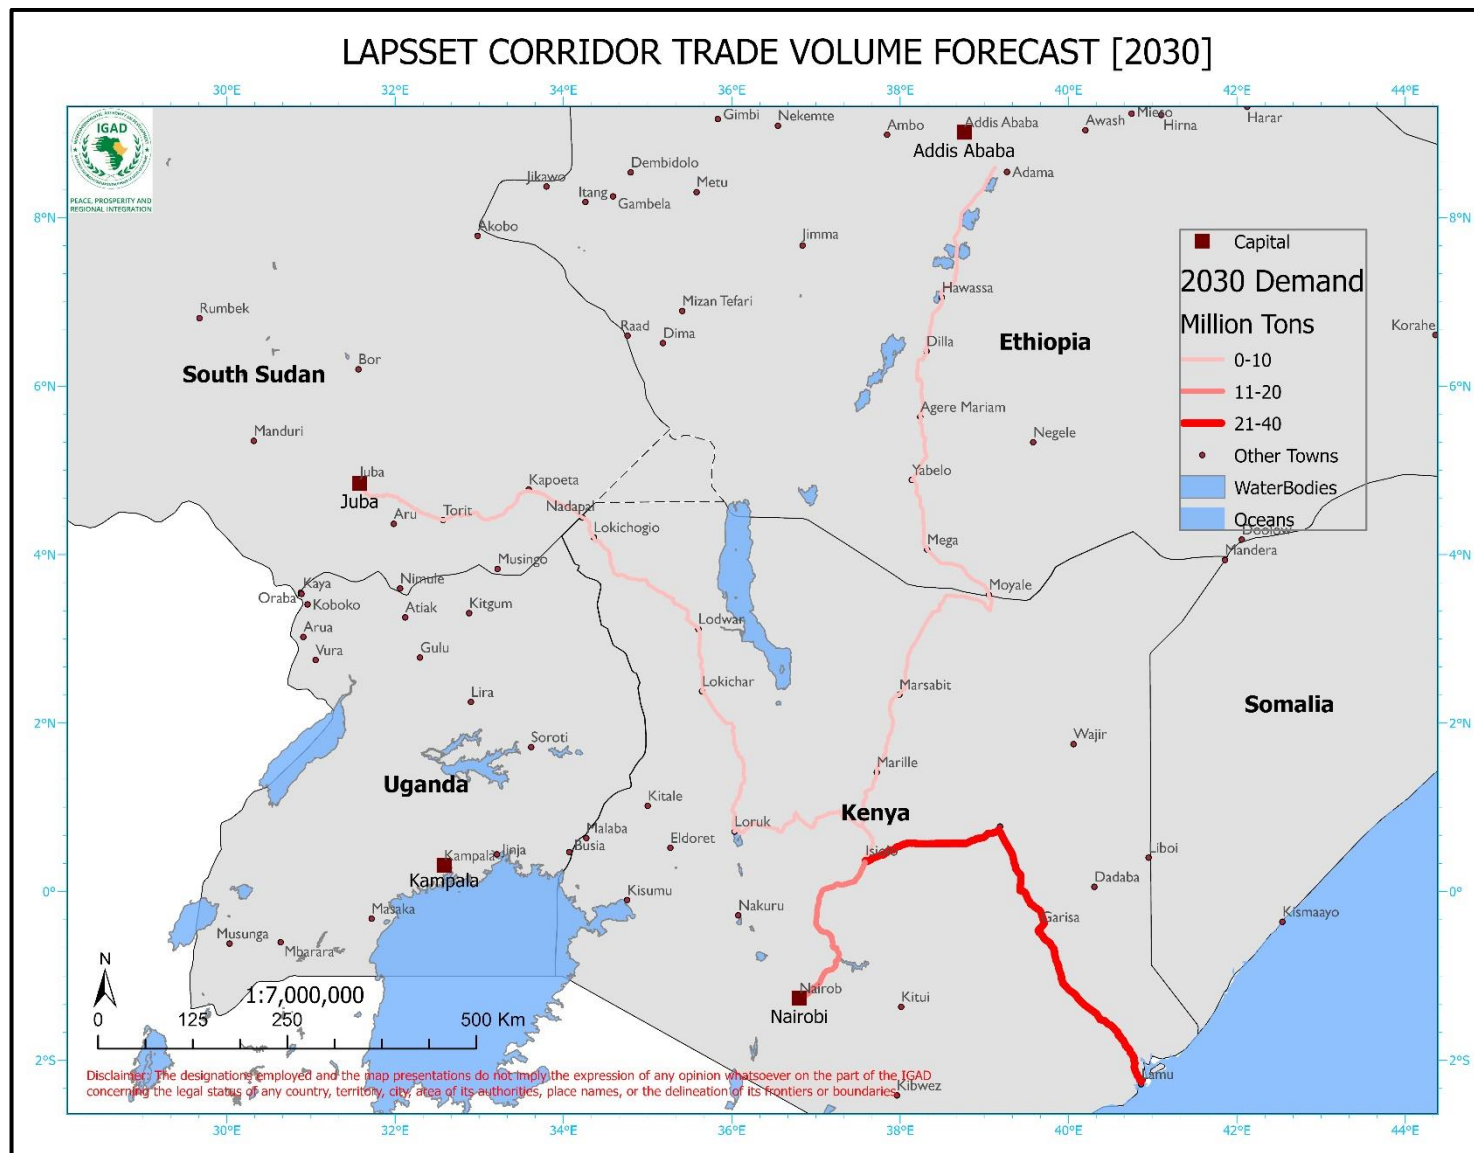 LAPSSET CORRIDOR TRADE VOLUME FORECAST [2030]
30°E 32°E 34°E 36°E 38°E 40°E 42°E 44°E
IGAD
PEACE, PROSPERITY AND
REGIONAL INTEGRATION
Gimbi
Nekemte
Ambo
Addis Ababa
Addis Ababa
Awash
Mieso
Hirna
Harar
Adama
Dembidolo
Jikawo
Itang
Gambela
Metu
8°N
8°N
Akobo
Jimma
Capital
2030 Demand
Million Tons
0-10
11-20
21-40
Other Towns
WaterBodies
Oceans
Hawassa
Rumbek
Mizan Tefari
Raad
Dima
Dilla
Ethiopia
Korahe
Bor
South Sudan
6°N
6°N
Agere Mariam
Manduri
Negele
Juba
Juba
Kapoeta
Yabelo
Nadapal
Aru
Torit
Lokichogio
Mega
Doolow
Mandera
4°N
4°N
Musingo
Kaya
Oraba
Koboko
Nimule
Atiak
Kitgum
Moyale
Arua
Vura
Gulu
Lodwar
Lira
Lokichar
Marsabit
Somalia
2°N
2°N
Soroti
Wajir
Uganda
Marille
Kitale
Kenya
Malaba
Loruk
Eldoret
Busia
Jinja
Kampala
Kampala
Isiolo
Liboi
Dadaba
0°
0°
Masaka
Kisumu
Nakuru
Garisa
Kismaayo
Musunga
Mbarara
N
1:7,000,000
0 125 250 500 Km
Nairob
Nairobi
Kitui
2°S
2°S
Lamu
Kibwez
Disclaimer: The designations employed and the map presentations do not imply the expression of any opinion whatsoever on the part of the IGAD
concerning the legal status of any country, territory, city, area of its authorities, place names, or the delineation of its frontiers or boundaries
30°E 32°E 34°E 36°E 38°E 40°E 42°E 44°E